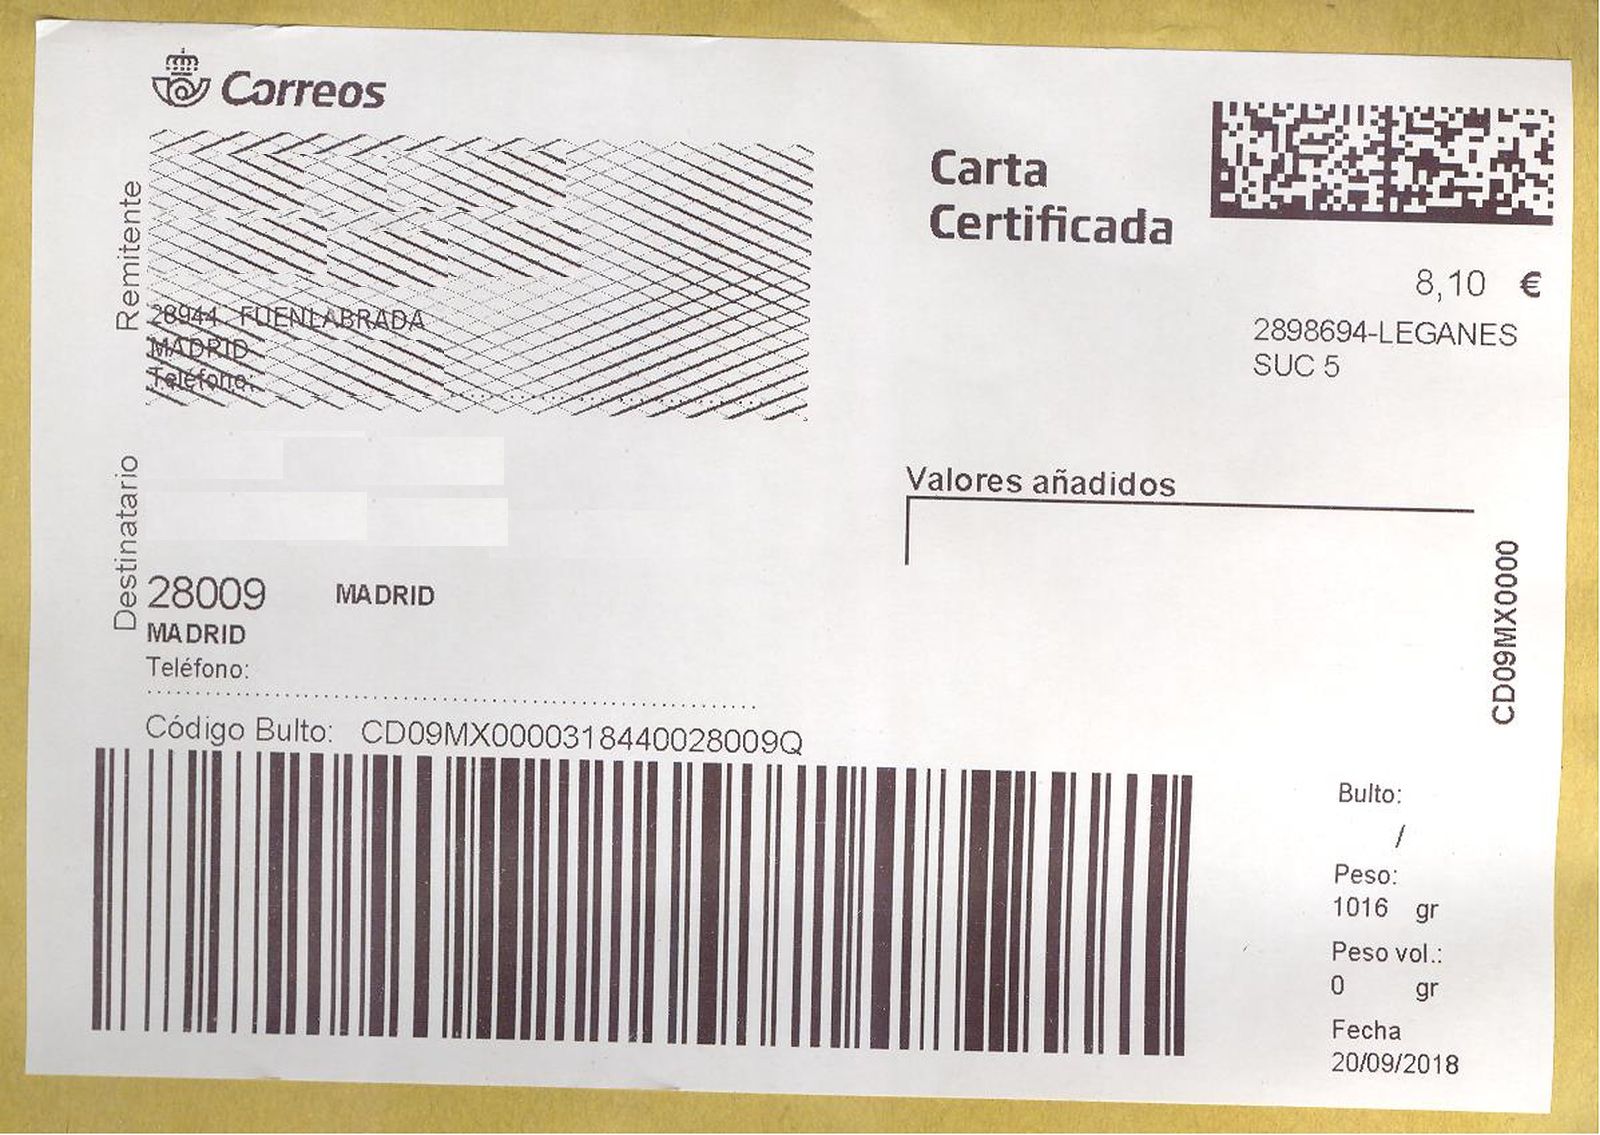 Correos
Remitente
28944 FUENLABRADA
MADRID
Teléfono:
Carta
Certificada
8,10 €
2898694-LEGANES
SUC 5
Destinatario
28009 MADRID
MADRID
Teléfono:
Valores añadidos
CD09MX0000
Código Bulto: CD09MX0000318440028009Q
Bulto:
/
Peso:
1016 gr
Peso vol.:
0 gr
Fecha
20/09/2018